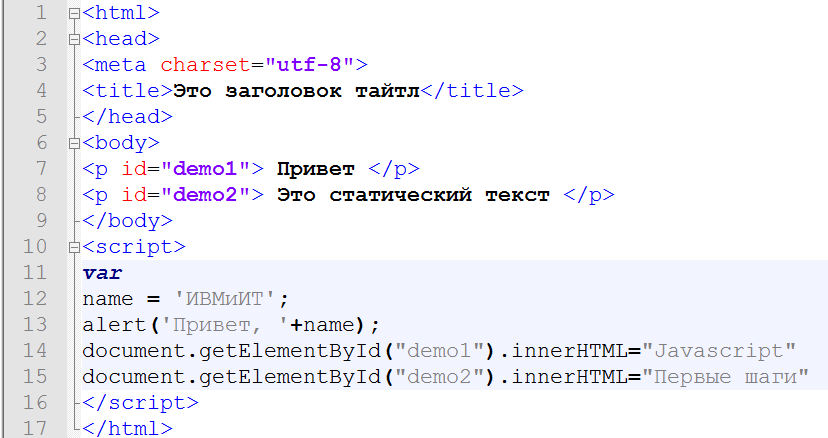 1 <html>
2 <head>
3 <meta charset="utf-8">
4 <title>Это заголовок тайтл</title>
5 </head>
6 <body>
7 <p id="demo1"> Привет </p>
8 <p id="demo2"> Это статический текст </p>
9 </body>
10 <script>
11 var
12 name = 'ИВМиИТ';
13 alert('Привет, '+name);
14 document.getElementById("demo1").innerHTML="Javascript"
15 document.getElementById("demo2").innerHTML="Первые шаги"
16 </script>
17 </html>